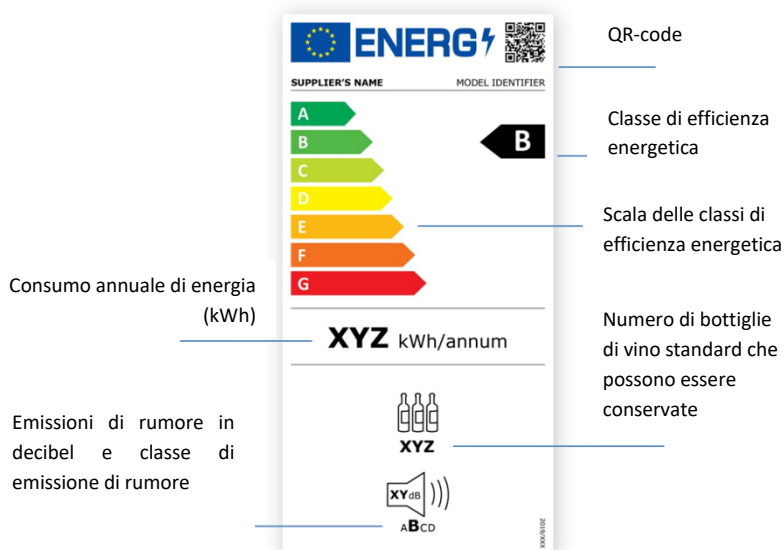 ENERG
QR-code
SUPPLIER'S NAME MODEL IDENTIFIER
A
B
B
C
D
E
F
G
Classe di efficienza
energetica
Scala delle classi di
efficienza energetica
Consumo annuale di energia
(kWh)
XYZ kWh/annum
Numero di bottiglie
di vino standard che
possono essere
conservate
XYZ
Emissioni di rumore in
decibel e classe di
emissione di rumore
XYdB
ABCD
2019/XXX